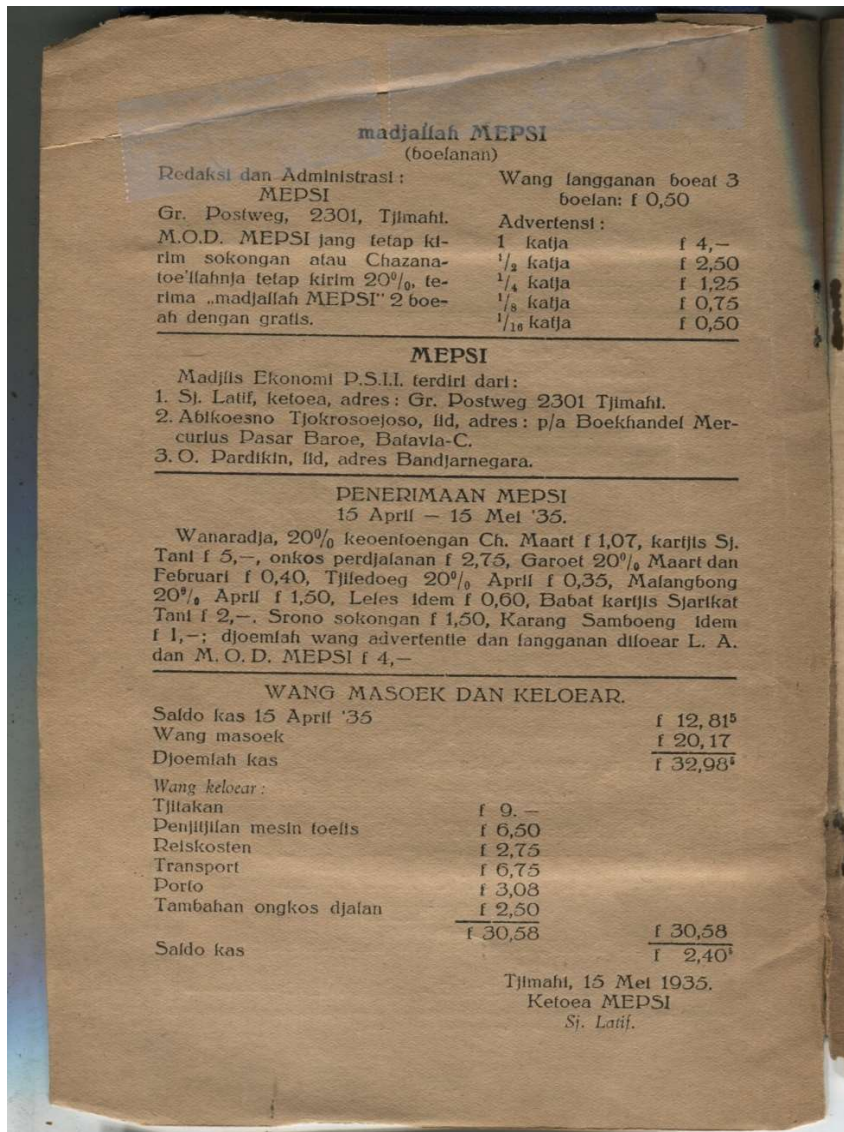 madjallah MEPSI
(boelanan)
Redaksi dan Administrasi :
MEPSI
Gr. Postweg, 2301, Tjimahi.
M.O.D. MEPSI jang tetap ki-
rim sokongan atau Chazana-
toe'llahnja tetap kirim 20%, te-
rima „madjallah MEPSI" 2 boe-
ah dengan gratis.
Wang langganan boeat 3
boelan: f 0,50
Advertensi :
1 katja f 4,—
1/2 katja f 2,50
1/4 katja f 1,25
1/8 katja f 0,75
1/16 katja f 0,50
MEPSI
Madjlis Ekonomi P.S.I.I. terdiri dari :
1. Sj. Latif, ketoea, adres : Gr. Postweg 2301 Tjimahi.
2. Abikoesno Tjokrosoejoso, lid, adres : p/a Boekhandel Mer-
curius Pasar Baroe, Batavia-C.
3. O. Pardikin, lid, adres Bandjarnegara.
PENERIMAAN MEPSI
15 April — 15 Mei '35.
Wanaradja, 20% keoentoengan Ch. Maart f 1,07, kartjis Sj.
Tani f 5,—, onkos perdjalanan f 2,75, Garoet 20% Maart dan
Februari f 0,40, Tjiledoeg 20% April f 0,35, Malangbong
20% April f 1,50, Leles idem f 0,60, Babat kartjis Sjarikat
Tani f 2,—. Srono sokongan f 1,50, Karang Samboeng idem
f 1,—; djoemlah wang advertentie dan langganan diloear L. A.
dan M. O. D. MEPSI f 4,—
WANG MASOEK DAN KELOEAR.
Saldo kas 15 April '35 f 12,81⁵
Wang masoek f 20,17
Djoemlah kas f 32,98⁵
Wang keloear :
Tjitakan f 9.—
Penjitjilan mesin toelis f 6,50
Reiskosten f 2,75
Transport f 6,75
Porto f 3,08
Tambahan ongkos djalan f 2,50
f 30,58 f 30,58
Saldo kas f 2,40⁵
Tjimahi, 15 Mei 1935.
Ketoea MEPSI
Sj. Latif.